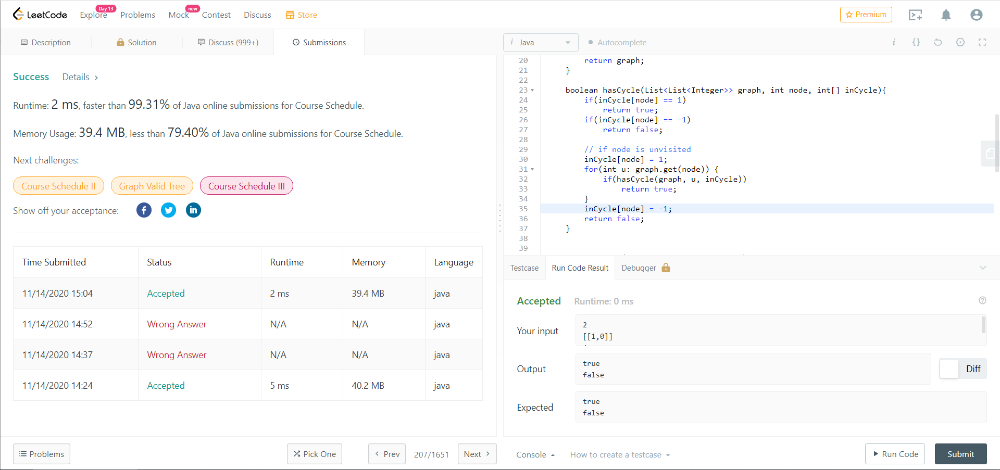 LeetCode
Explore Day 13 Problems Mock new Contest Discuss Store
Premium
Description Solution Discuss (999+) Submissions
Success Details >
Runtime: 2 ms, faster than 99.31% of Java online submissions for Course Schedule.
Memory Usage: 39.4 MB, less than 79.40% of Java online submissions for Course Schedule.
Next challenges:
Course Schedule II Graph Valid Tree Course Schedule III
Show off your acceptance:
Time Submitted Status Runtime Memory Language
11/14/2020 15:04 Accepted 2 ms 39.4 MB java
11/14/2020 14:52 Wrong Answer N/A N/A java
11/14/2020 14:37 Wrong Answer N/A N/A java
11/14/2020 14:24 Accepted 5 ms 40.2 MB java
Problems Pick One < Prev 207/1651 Next >
i Java Autocomplete i {}
20 return graph;
21 }
22
23 boolean hasCycle(List<List<Integer>> graph, int node, int[] inCycle){
24 if(inCycle[node] == 1)
25 return true;
26 if(inCycle[node] == -1)
27 return false;
28
29 // if node is unvisited
30 inCycle[node] = 1;
31 for(int u: graph.get(node)) {
32 if(hasCycle(graph, u, inCycle))
33 return true;
34 }
35 inCycle[node] = -1;
36 return false;
37 }
38
39
Testcase Run Code Result Debugger
Accepted Runtime: 0 ms
Your input
2
[[1,0]]
Output
true
false
Diff
Expected
true
false
Console How to create a testcase Run Code Submit